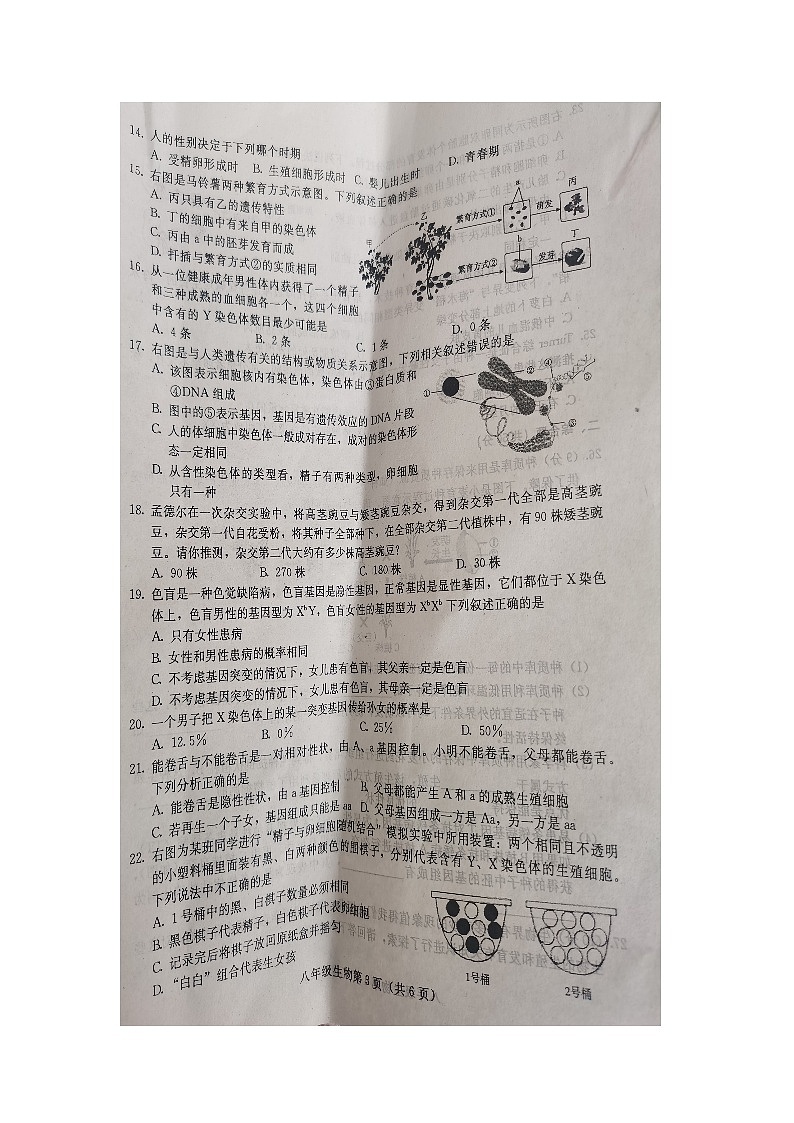 14. 人的性别决定于下列哪个时期
A. 受精卵形成时 B. 生殖细胞形成时 C. 婴儿出生时 D. 青春期
15. 右图是马铃薯两种繁育方式示意图。下列叙述正确的是
A. 丙只具有乙的遗传特性
B. 丁的细胞中有来自甲的染色体
C. 丙由 a 中的胚芽发育而成
D. 扦插与繁育方式②的实质相同
甲
乙
繁育方式①
a
萌发
丙
繁育方式②
b
发芽
丁
16. 从一位健康成年男性体内获得了一个精子
和三种成熟的血细胞各一个，这四个细胞
中含有的 Y 染色体数目最少可能是
A. 4 条 B. 2 条 C. 1 条 D. 0 条
17. 右图是与人类遗传有关的结构或物质关系示意图，下列相关叙述错误的是
A. 该图表示细胞核内有染色体，染色体由③蛋白质和
④DNA 组成
B. 图中的⑤表示基因，基因是有遗传效应的 DNA 片段
C. 人的体细胞中染色体一般成对存在，成对的染色体形
态一定相同
D. 从含性染色体的类型看，精子有两种类型，卵细胞
只有一种
①
②
④
⑤
③
18. 孟德尔在一次杂交实验中，将高茎豌豆与矮茎豌豆杂交，得到杂交第一代全部是高茎豌
豆，杂交第一代自花受粉，将其种子全部种下，在全部杂交第二代植株中，有 90 株矮茎豌
豆。请你推测，杂交第二代大约有多少株高茎豌豆？
A. 90 株 B. 270 株 C. 180 株 D. 30 株
19. 色盲是一种色觉缺陷病，色盲基因是隐性基因，正常基因是显性基因，它们都位于 X 染色
体上，色盲男性的基因型为 XᵇY，色盲女性的基因型为 XᵇXᵇ 下列叙述正确的是
A. 只有女性患病
B. 女性和男性患病的概率相同
C. 不考虑基因突变的情况下，女儿患有色盲，其父亲一定是色盲
D. 不考虑基因突变的情况下，女儿患有色盲，其母亲一定是色盲
20. 一个男子把 X 染色体上的某一突变基因传给孙女的概率是
A. 12.5% B. 0% C. 25% D. 50%
21. 能卷舌与不能卷舌是一对相对性状，由 A、a 基因控制。小明不能卷舌，父母都能卷舌。
下列分析正确的是
A. 能卷舌是隐性性状，由 a 基因控制 B. 父母都能产生 A 和 a 的成熟生殖细胞
C. 若再生一个子女，基因组成只能是 aa D. 父母基因组成一方是 Aa，另一方是 aa
22. 右图为某班同学进行“精子与卵细胞随机结合”模拟实验中所用装置：两个相同且不透明
的小塑料桶里面装有黑、白两种颜色的围棋子，分别代表含有 Y、X 染色体的生殖细胞。
下列说法中不正确的是
A. 1 号桶中的黑、白棋子数量必须相同
B. 黑色棋子代表精子，白色棋子代表卵细胞
C. 记录完后将棋子放回原纸盒并摇匀
D. “白白”组合代表生女孩
1号桶
2号桶
八年级生物第 3 页（共 6 页）